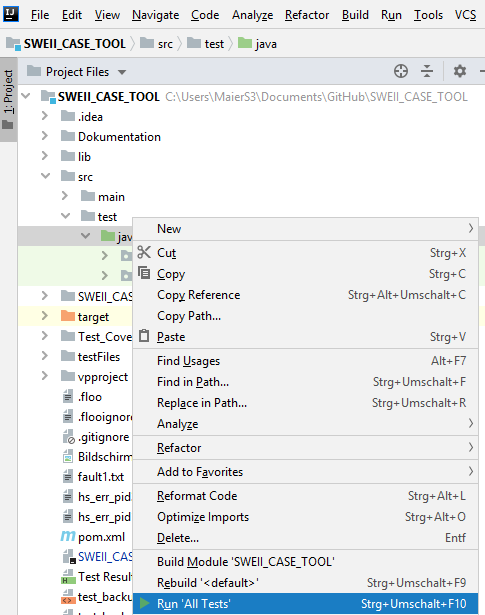 IJ File Edit View Navigate Code Analyze Refactor Build Run Tools VCS
SWEII_CASE_TOOL src test java
1: Project
Project Files
SWEII_CASE_TOOL C:\Users\MaierS3\Documents\GitHub\SWEII_CASE_TOOL
.idea
Dokumentation
lib
src
main
test
jav
New
Cut Strg+X
Copy Strg+C
Copy Reference Strg+Alt+Umschalt+C
Copy Path...
Paste Strg+V
Find Usages Alt+F7
Find in Path... Strg+Umschalt+F
Replace in Path... Strg+Umschalt+R
Analyze
Refactor
Add to Favorites
Reformat Code Strg+Alt+L
Optimize Imports Strg+Alt+O
Delete... Entf
Build Module 'SWEII_CASE_TOOL'
Rebuild '<default>' Strg+Umschalt+F9
Run 'All Tests' Strg+Umschalt+F10
SWEII_CAS
target
Test_Cove
testFiles
vpproject
.floo
.flooignore
.gitignore
Bildschirm
fault1.txt
hs_err_pid
hs_err_pid
pom.xml
SWEII_CAS
Test Result
test_backu